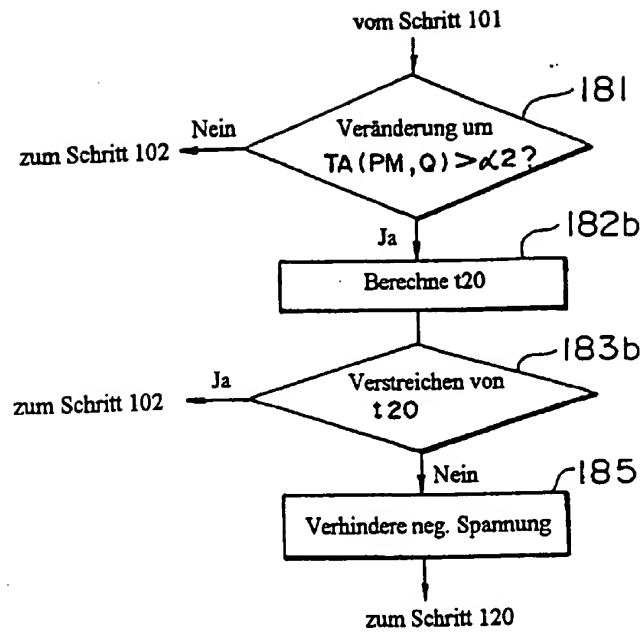 vom Schritt 101
181
Nein
Veränderung um
zum Schritt 102
TA(PM,Q)>α2?
Ja
182b
Berechne t20
183b
Ja
Verstreichen von
zum Schritt 102
t20
Nein
185
Verhindere neg. Spannung
zum Schritt 120